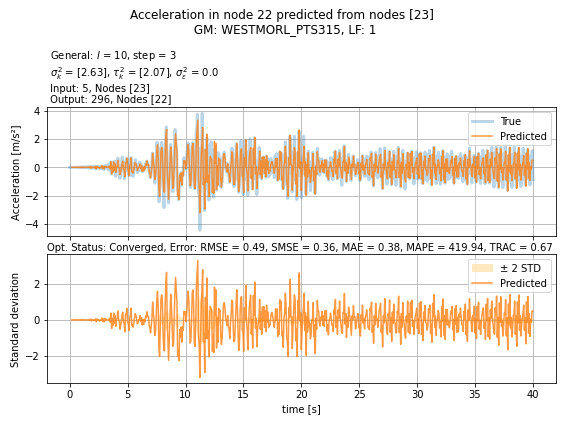 Acceleration in node 22 predicted from nodes [23]
GM: WESTMORL_PTS315, LF: 1
General: l = 10, step = 3
σ²ₖ = [2.63], τ²ₖ = [2.07], σ²ε = 0.0
Input: 5, Nodes [23]
Output: 296, Nodes [22]
4
2
0
−2
−4
Acceleration [m/s²]
True
Predicted
Opt. Status: Converged, Error: RMSE = 0.49, SMSE = 0.36, MAE = 0.38, MAPE = 419.94, TRAC = 0.67
2
0
−2
Standard deviation
± 2 STD
Predicted
0 5 10 15 20 25 30 35 40
time [s]